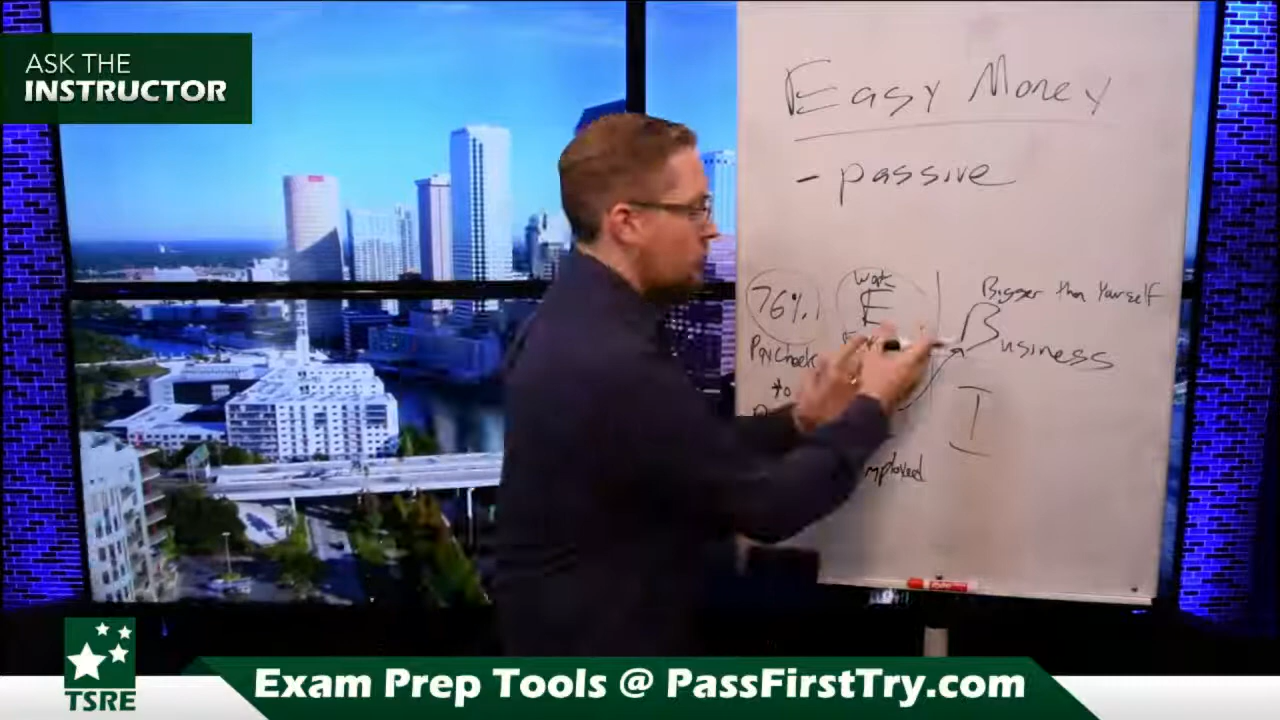 ASK THE
INSTRUCTOR
Easy Money
- passive
76%
Paycheck
to
Work
E
Bigger than Yourself
Business
I
mployed
TSRE
Exam Prep Tools @ PassFirstTry.com